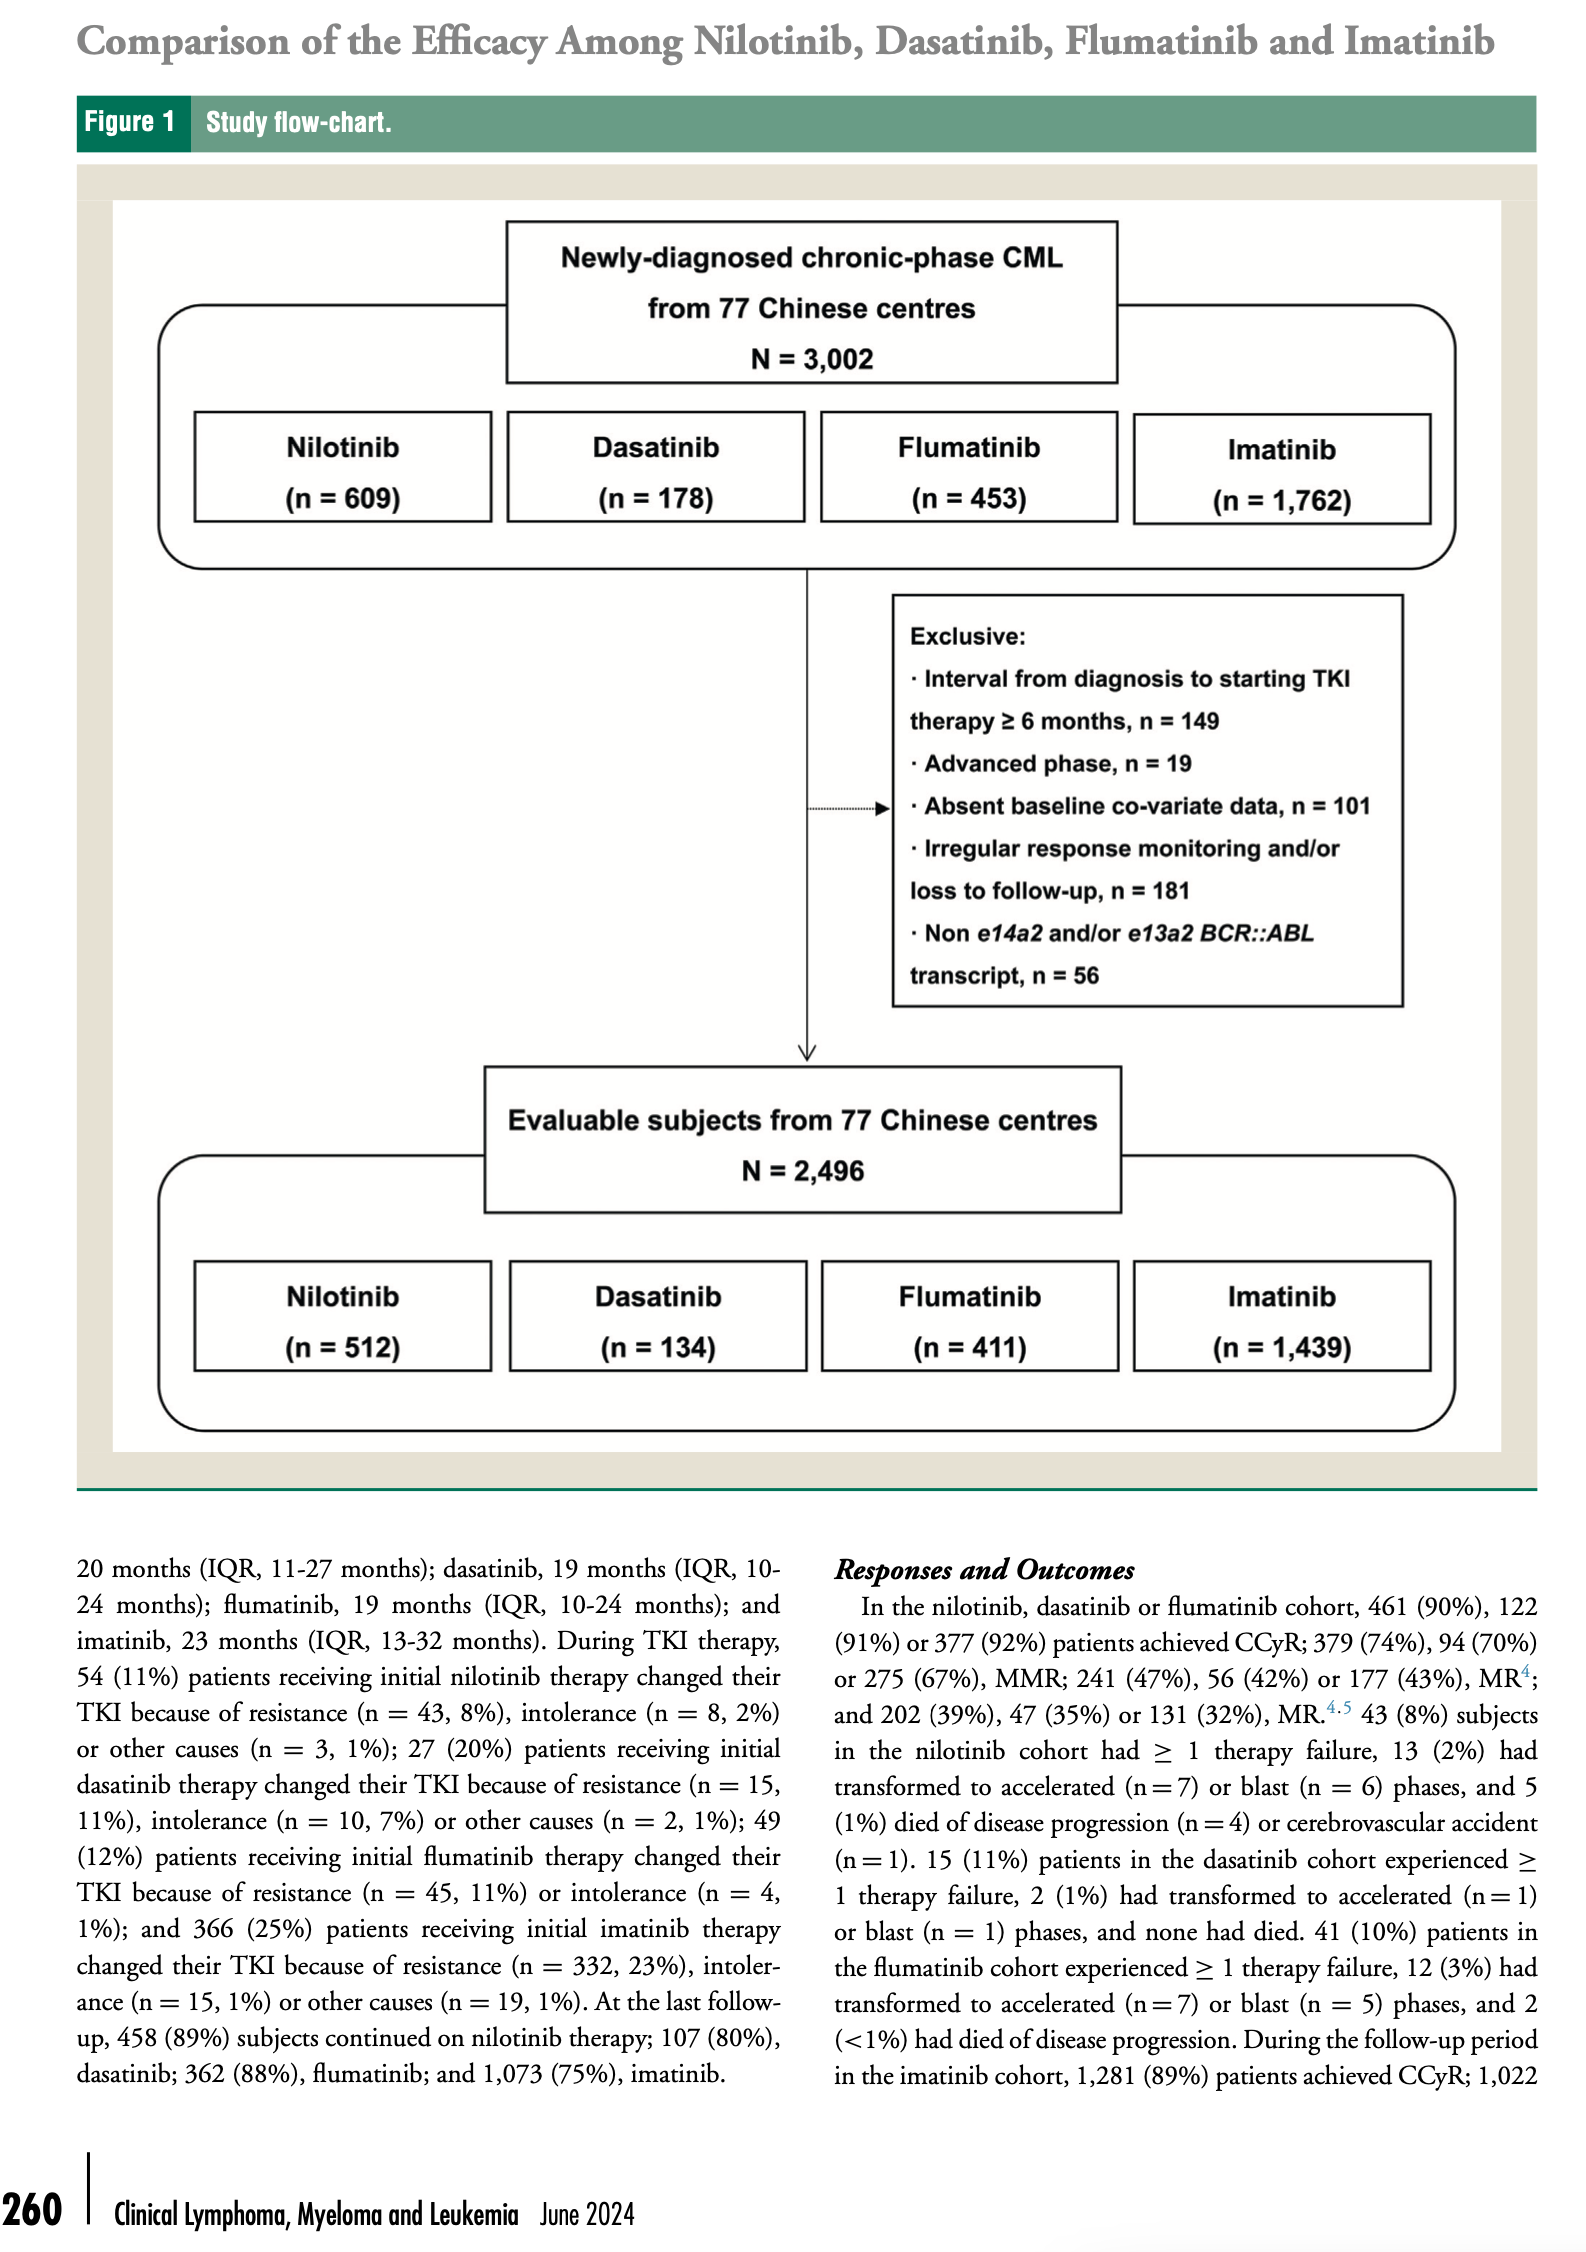 Comparison of the Efficacy Among Nilotinib, Dasatinib, Flumatinib and Imatinib
Figure 1 Study flow-chart.
Newly-diagnosed chronic-phase CML
from 77 Chinese centres
N = 3,002
Nilotinib
(n = 609)
Dasatinib
(n = 178)
Flumatinib
(n = 453)
Imatinib
(n = 1,762)
Exclusive:
· Interval from diagnosis to starting TKI
therapy ≥ 6 months, n = 149
· Advanced phase, n = 19
· Absent baseline co-variate data, n = 101
· Irregular response monitoring and/or
loss to follow-up, n = 181
· Non e14a2 and/or e13a2 BCR::ABL
transcript, n = 56
Evaluable subjects from 77 Chinese centres
N = 2,496
Nilotinib
(n = 512)
Dasatinib
(n = 134)
Flumatinib
(n = 411)
Imatinib
(n = 1,439)
20 months (IQR, 11-27 months); dasatinib, 19 months (IQR, 10-
24 months); flumatinib, 19 months (IQR, 10-24 months); and
imatinib, 23 months (IQR, 13-32 months). During TKI therapy,
54 (11%) patients receiving initial nilotinib therapy changed their
TKI because of resistance (n = 43, 8%), intolerance (n = 8, 2%)
or other causes (n = 3, 1%); 27 (20%) patients receiving initial
dasatinib therapy changed their TKI because of resistance (n = 15,
11%), intolerance (n = 10, 7%) or other causes (n = 2, 1%); 49
(12%) patients receiving initial flumatinib therapy changed their
TKI because of resistance (n = 45, 11%) or intolerance (n = 4,
1%); and 366 (25%) patients receiving initial imatinib therapy
changed their TKI because of resistance (n = 332, 23%), intoler-
ance (n = 15, 1%) or other causes (n = 19, 1%). At the last follow-
up, 458 (89%) subjects continued on nilotinib therapy; 107 (80%),
dasatinib; 362 (88%), flumatinib; and 1,073 (75%), imatinib.
Responses and Outcomes
In the nilotinib, dasatinib or flumatinib cohort, 461 (90%), 122
(91%) or 377 (92%) patients achieved CCyR; 379 (74%), 94 (70%)
or 275 (67%), MMR; 241 (47%), 56 (42%) or 177 (43%), MR⁴;
and 202 (39%), 47 (35%) or 131 (32%), MR.⁴·⁵ 43 (8%) subjects
in the nilotinib cohort had ≥ 1 therapy failure, 13 (2%) had
transformed to accelerated (n = 7) or blast (n = 6) phases, and 5
(1%) died of disease progression (n = 4) or cerebrovascular accident
(n = 1). 15 (11%) patients in the dasatinib cohort experienced ≥
1 therapy failure, 2 (1%) had transformed to accelerated (n = 1)
or blast (n = 1) phases, and none had died. 41 (10%) patients in
the flumatinib cohort experienced ≥ 1 therapy failure, 12 (3%) had
transformed to accelerated (n = 7) or blast (n = 5) phases, and 2
(<1%) had died of disease progression. During the follow-up period
in the imatinib cohort, 1,281 (89%) patients achieved CCyR; 1,022
260 Clinical Lymphoma, Myeloma and Leukemia June 2024